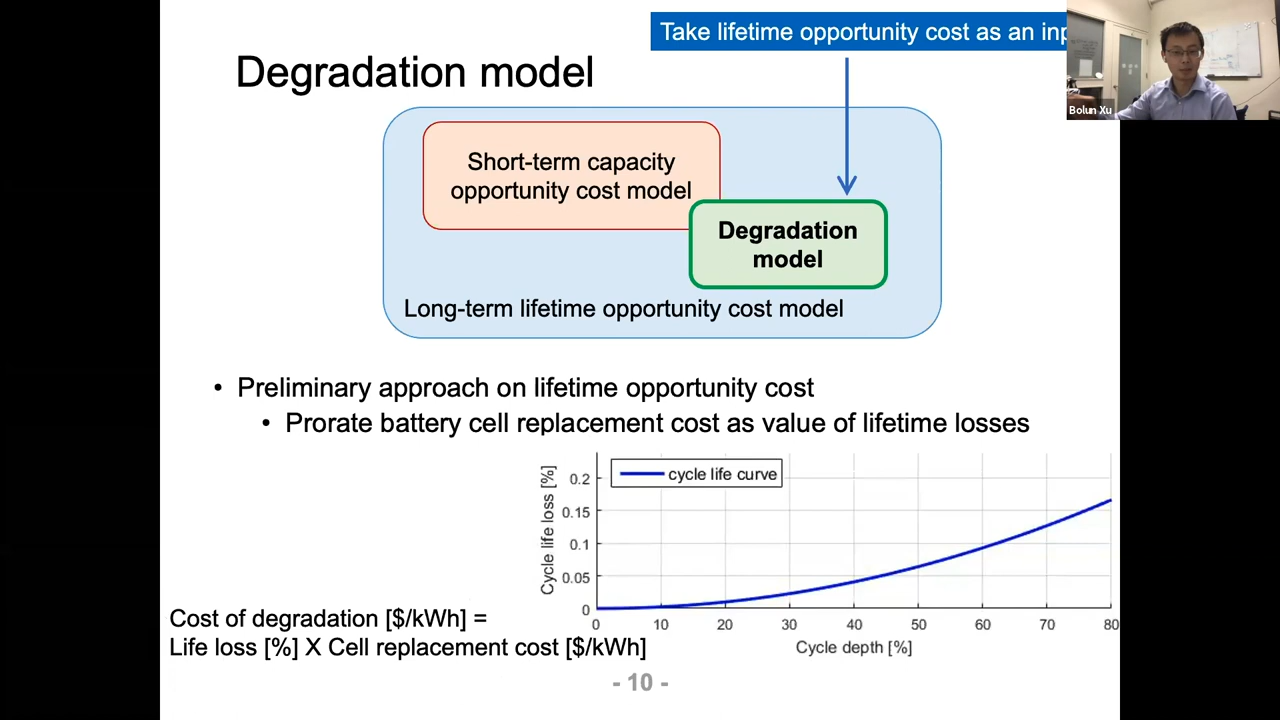 Take lifetime opportunity cost as an inp
Degradation model
Bolun Xu
Short-term capacity
opportunity cost model
Degradation
model
Long-term lifetime opportunity cost model
• Preliminary approach on lifetime opportunity cost
• Prorate battery cell replacement cost as value of lifetime losses
cycle life curve
Cycle life loss [%]
0.2
0.15
0.1
0.05
0
0 10 20 30 40 50 60 70 80
Cycle depth [%]
Cost of degradation [$/kWh] =
Life loss [%] X Cell replacement cost [$/kWh]
- 10 -